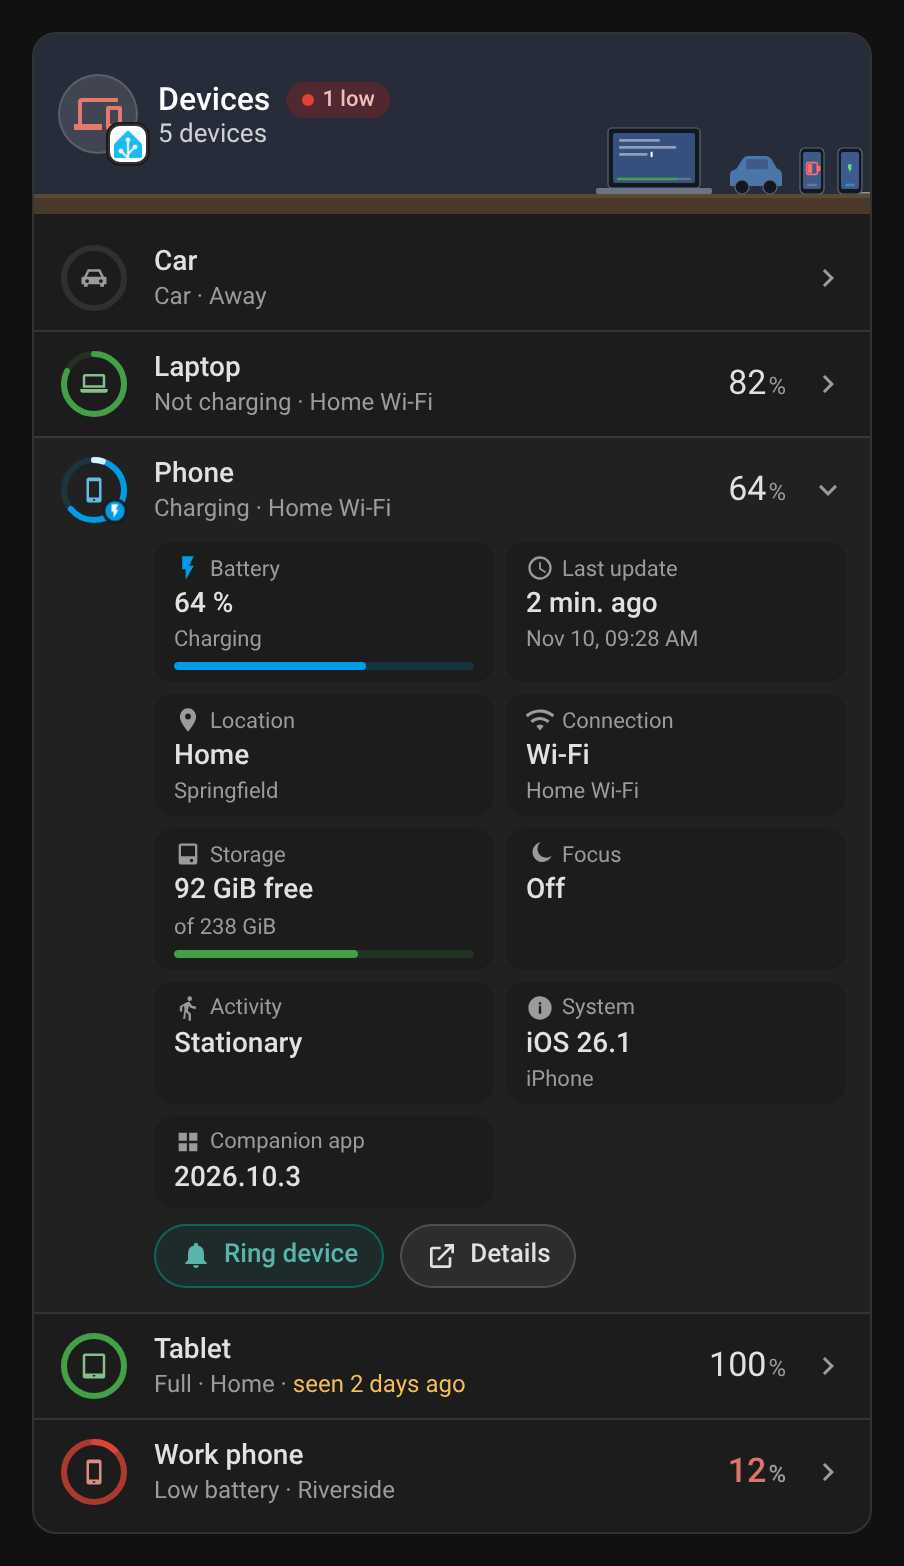 Devices
1 low
5 devices
Car
Car · Away
Laptop
Not charging · Home Wi-Fi
82%
Phone
Charging · Home Wi-Fi
64%
Battery
64 %
Charging
Last update
2 min. ago
Nov 10, 09:28 AM
Location
Home
Springfield
Connection
Wi-Fi
Home Wi-Fi
Storage
92 GiB free
of 238 GiB
Focus
Off
Activity
Stationary
System
iOS 26.1
iPhone
Companion app
2026.10.3
Ring device
Details
Tablet
Full · Home · seen 2 days ago
100%
Work phone
Low battery · Riverside
12%